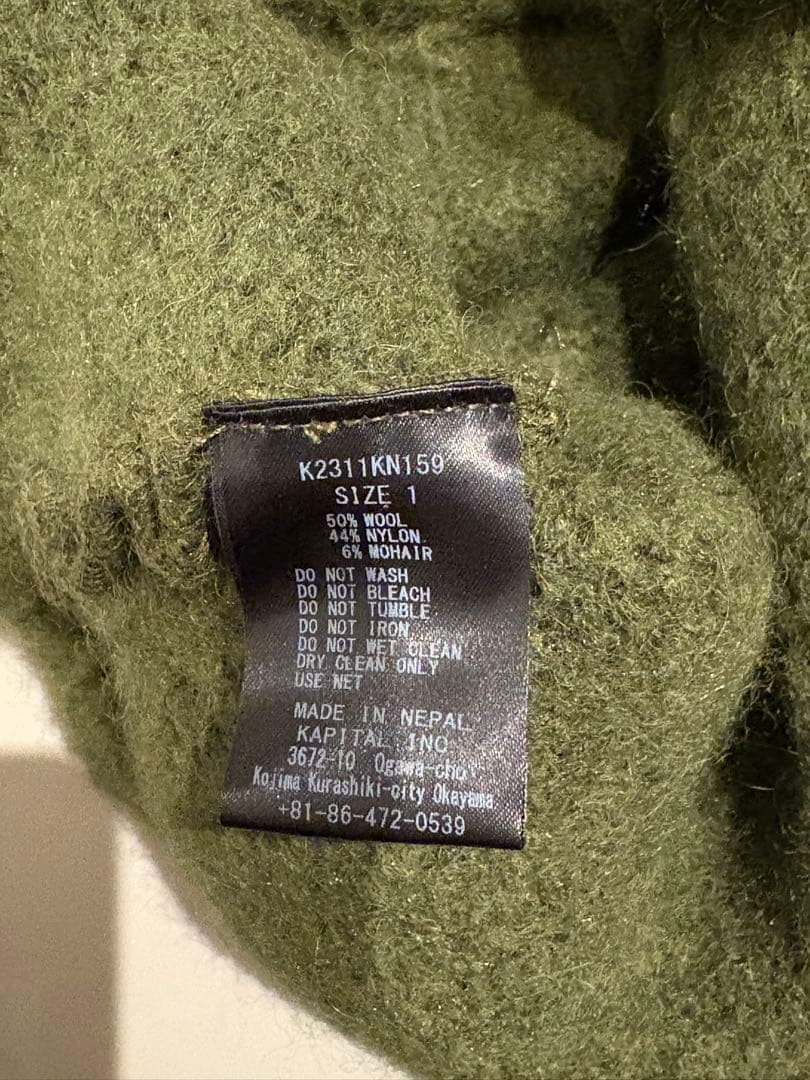 K2311KN159
SIZE 1
50% WOOL
44% NYLON
6% MOHAIR
DO NOT WASH
DO NOT BLEACH
DO NOT TUMBLE
DO NOT IRON
DO NOT WET CLEAN
DRY CLEAN ONLY
USE NET
MADE IN NEPAL
KAPITAL INC
3672-10 Ogawa-cho
Kojima Kurashiki-city Okayama
+81-86-472-0539